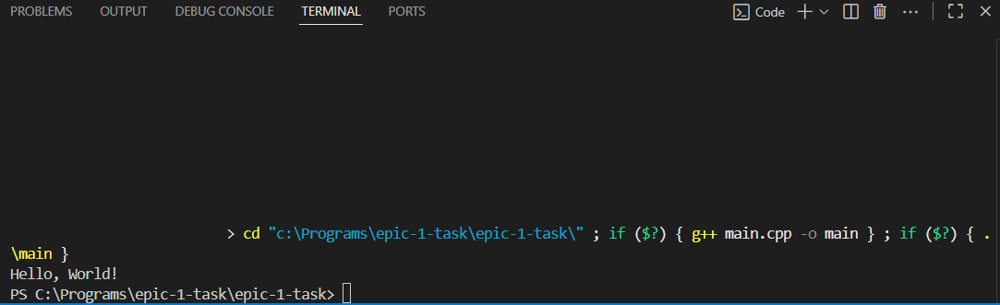 PROBLEMS OUTPUT DEBUG CONSOLE TERMINAL PORTS Code
> cd "c:\Programs\epic-1-task\epic-1-task\" ; if ($?) { g++ main.cpp -o main } ; if ($?) { .
\main }
Hello, World!
PS C:\Programs\epic-1-task\epic-1-task>